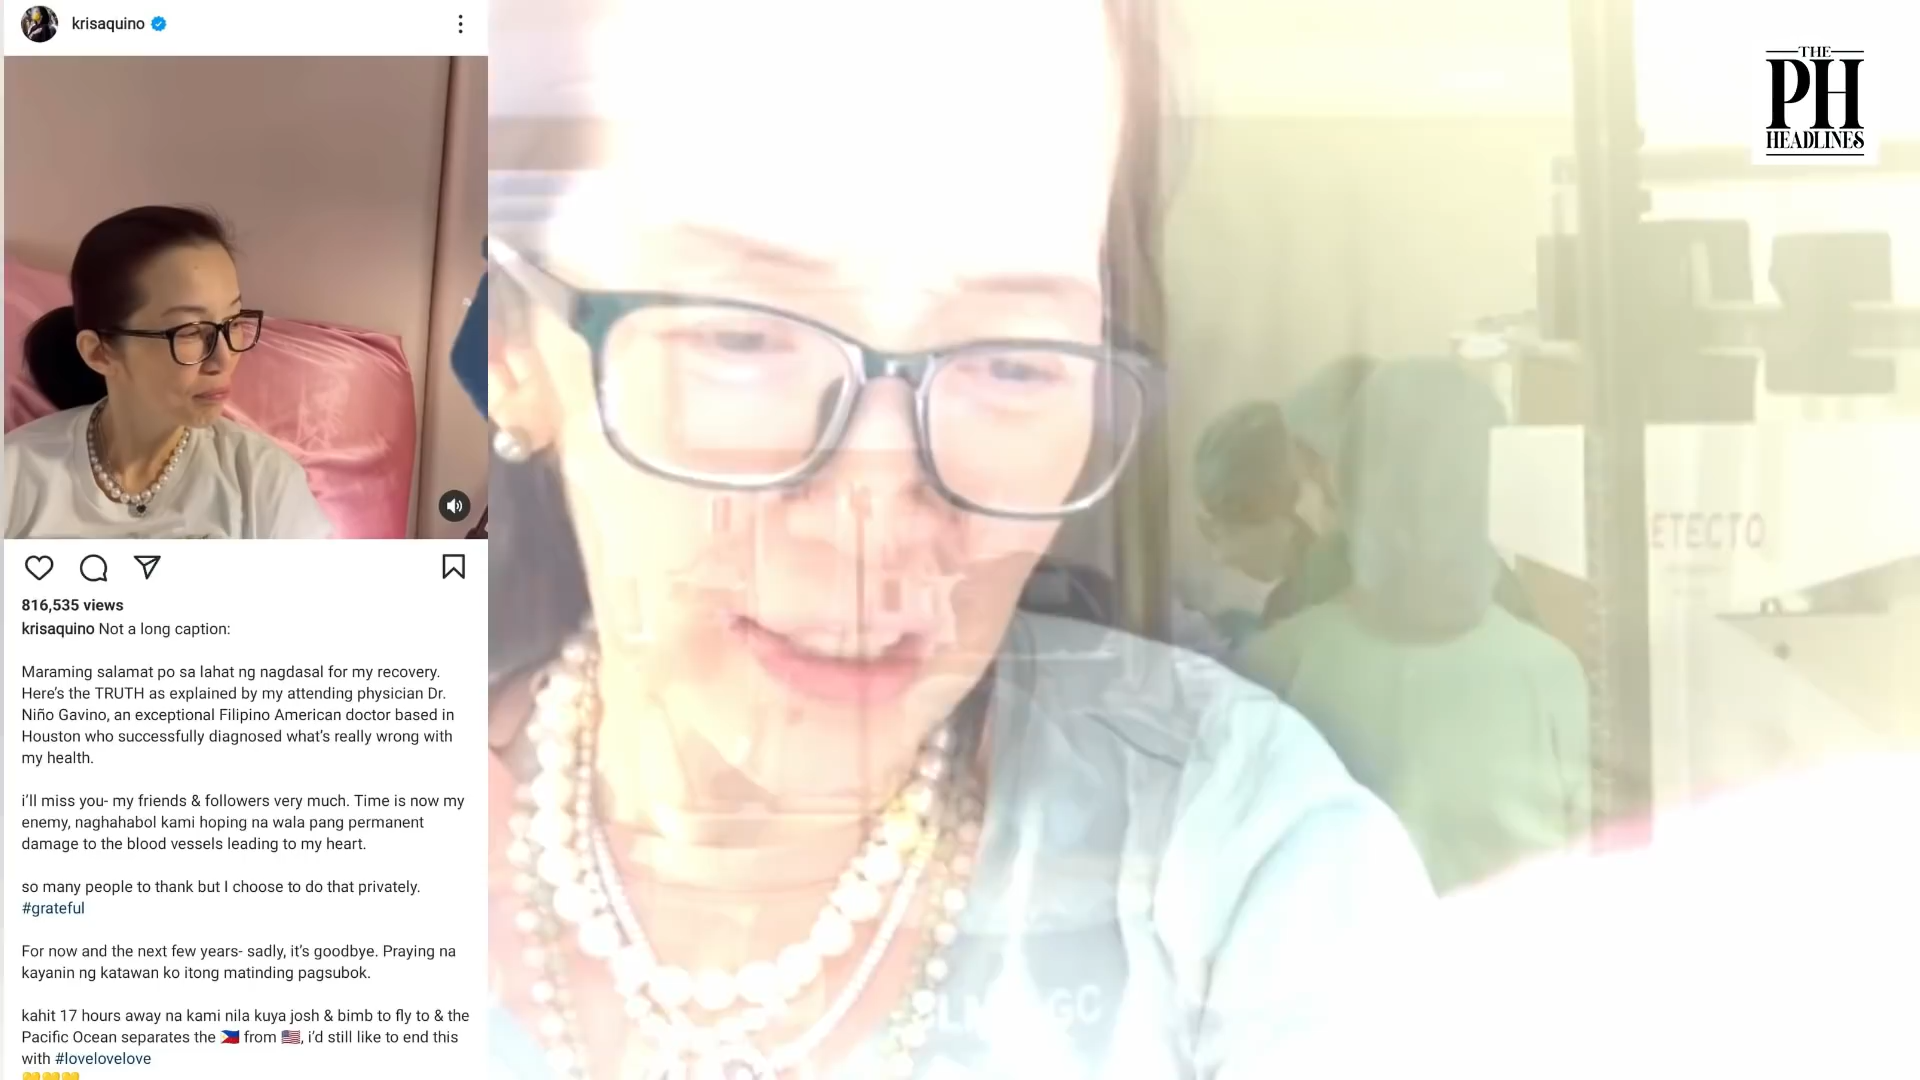 krisaquino
THE
PH
HEADLINES
ETECTO
816,535 views
krisaquino Not a long caption:
Maraming salamat po sa lahat ng nagdasal for my recovery.
Here's the TRUTH as explained by my attending physician Dr.
Niño Gavino, an exceptional Filipino American doctor based in
Houston who successfully diagnosed what's really wrong with
my health.
i'll miss you- my friends & followers very much. Time is now my
enemy, naghahabol kami hoping na wala pang permanent
damage to the blood vessels leading to my heart.
so many people to thank but I choose to do that privately.
#grateful
For now and the next few years- sadly, it's goodbye. Praying na
kayanin ng katawan ko itong matinding pagsubok.
kahit 17 hours away na kami nila kuya josh & bimb to fly to & the
Pacific Ocean separates the 🇵🇭 from 🇺🇸, i'd still like to end this
with #lovelovelove
💛💛💛